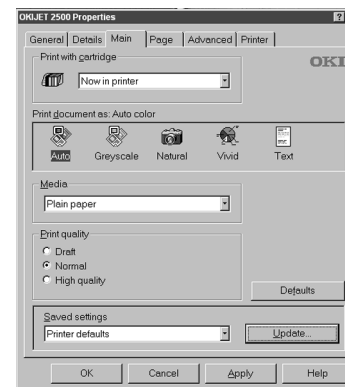 OKIJET 2500 Properties ?
General Details Main Page Advanced Printer
Print with cartridge
OKI
Now in printer
Print document as: Auto color
Auto Greyscale Natural Vivid Text
Media
Plain paper
Print quality
Draft
Normal
High quality
Defaults
Saved settings
Printer defaults Update...
OK Cancel Apply Help